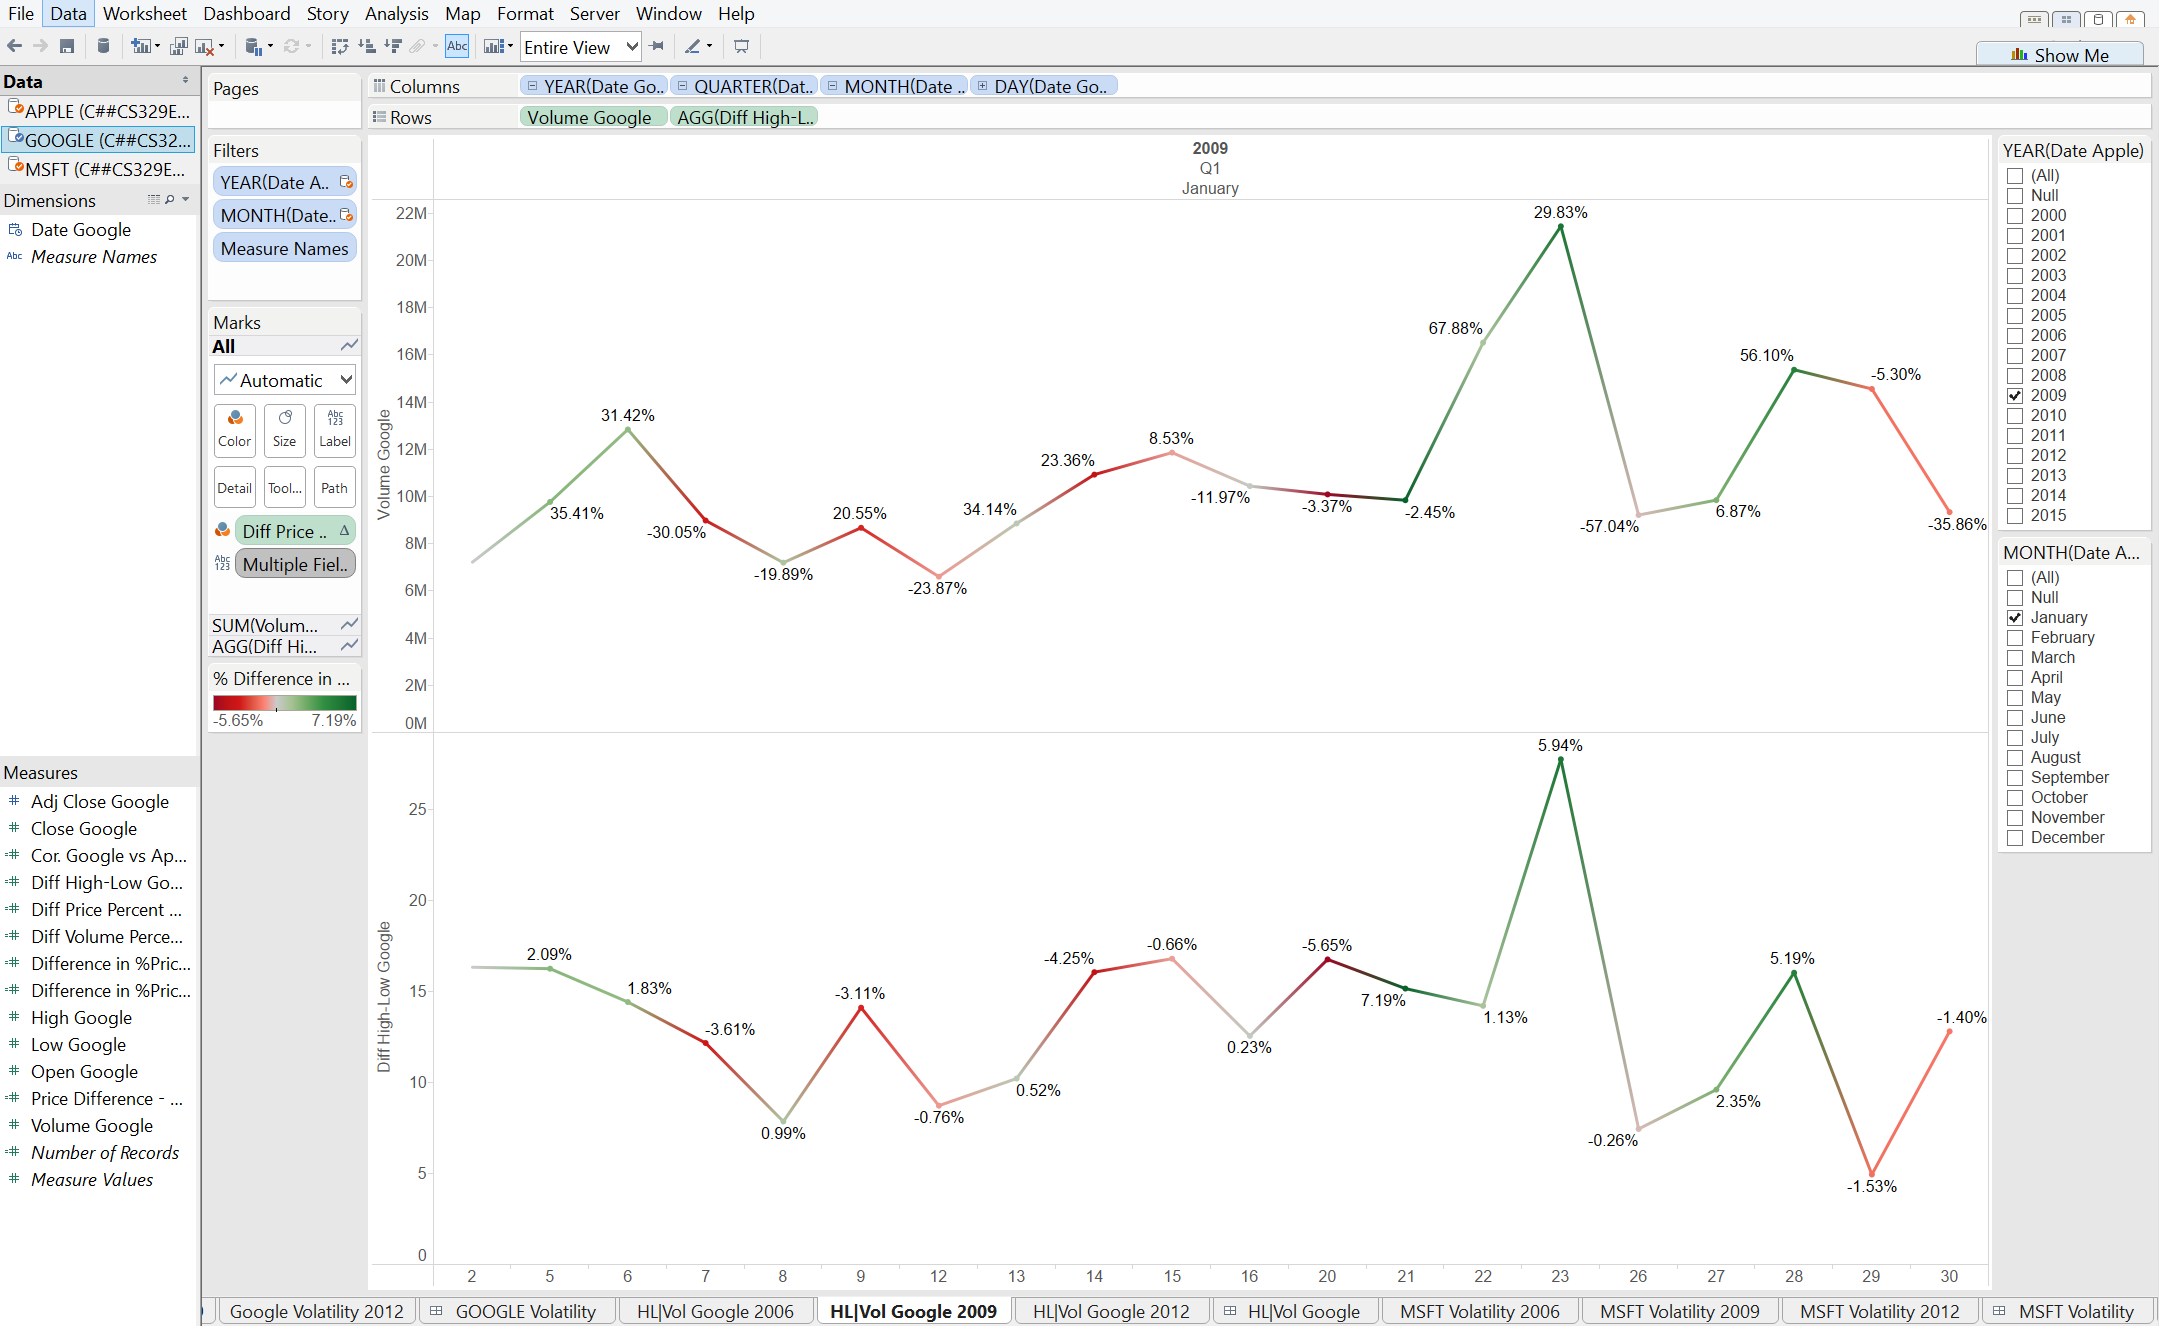 File Data Worksheet Dashboard Story Analysis Map Format Server Window Help
Abc Entire View Show Me
Data
APPLE (C##CS329E...
GOOGLE (C##CS32...
MSFT (C##CS329E...
Dimensions
Date Google
Abc Measure Names
Measures
Adj Close Google
Close Google
Cor. Google vs Ap...
Diff High-Low Go...
Diff Price Percent ...
Diff Volume Perce...
Difference in %Pric...
Difference in %Pric...
High Google
Low Google
Open Google
Price Difference - ...
Volume Google
Number of Records
Measure Values
Pages
Filters
YEAR(Date A..
MONTH(Date..
Measure Names
Marks
All
Automatic
Abc
123
Color Size Label
Detail Tool... Path
Diff Price .. Δ
Abc
123
Multiple Fiel..
SUM(Volum...
AGG(Diff Hi...
% Difference in ...
-5.65% 7.19%
Columns YEAR(Date Go.. QUARTER(Dat.. MONTH(Date .. DAY(Date Go..
Rows Volume Google AGG(Diff High-L..
2009
Q1
January
Volume Google
22M
20M
18M
16M
14M
12M
10M
8M
6M
4M
2M
0M
35.41%
31.42%
-30.05%
-19.89%
20.55%
-23.87%
34.14%
23.36%
8.53%
-11.97%
-3.37%
-2.45%
67.88%
29.83%
-57.04%
6.87%
56.10%
-5.30%
-35.86%
Diff High-Low Google
25
20
15
10
5
0
2.09%
1.83%
-3.61%
0.99%
-3.11%
-0.76%
0.52%
-4.25%
-0.66%
0.23%
-5.65%
7.19%
1.13%
5.94%
-0.26%
2.35%
5.19%
-1.53%
-1.40%
2 5 6 7 8 9 12 13 14 15 16 20 21 22 23 26 27 28 29 30
YEAR(Date Apple)
(All)
Null
2000
2001
2002
2003
2004
2005
2006
2007
2008
2009
2010
2011
2012
2013
2014
2015
MONTH(Date A...
(All)
Null
January
February
March
April
May
June
July
August
September
October
November
December
Google Volatility 2012 GOOGLE Volatility HL|Vol Google 2006 HL|Vol Google 2009 HL|Vol Google 2012 HL|Vol Google MSFT Volatility 2006 MSFT Volatility 2009 MSFT Volatility 2012 MSFT Volatility